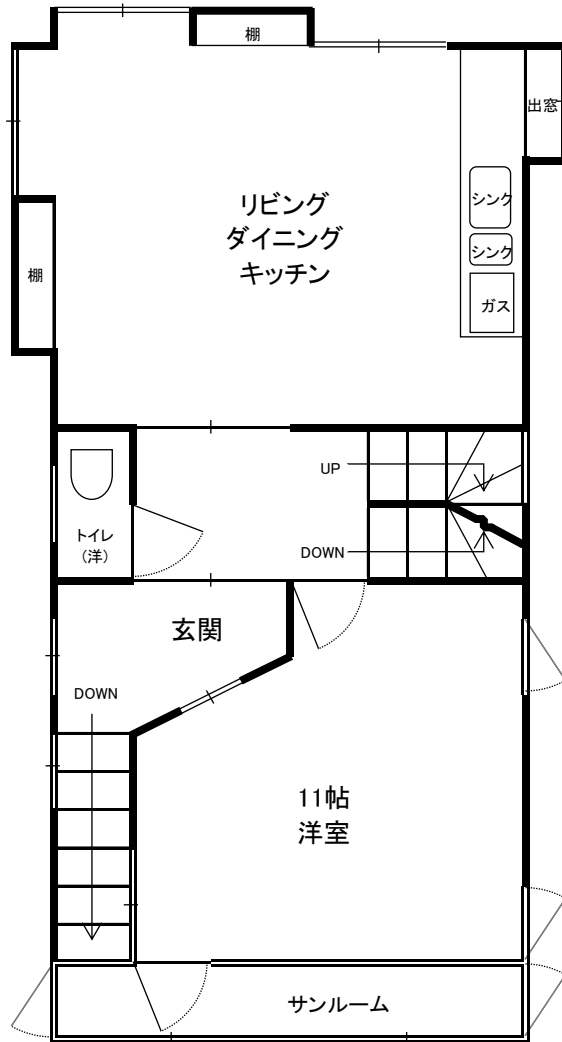 棚
出窓
リビング
ダイニング
キッチン
シンク
シンク
棚
ガス
UP
トイレ
(洋)
DOWN
玄関
DOWN
11帖
洋室
サンルーム